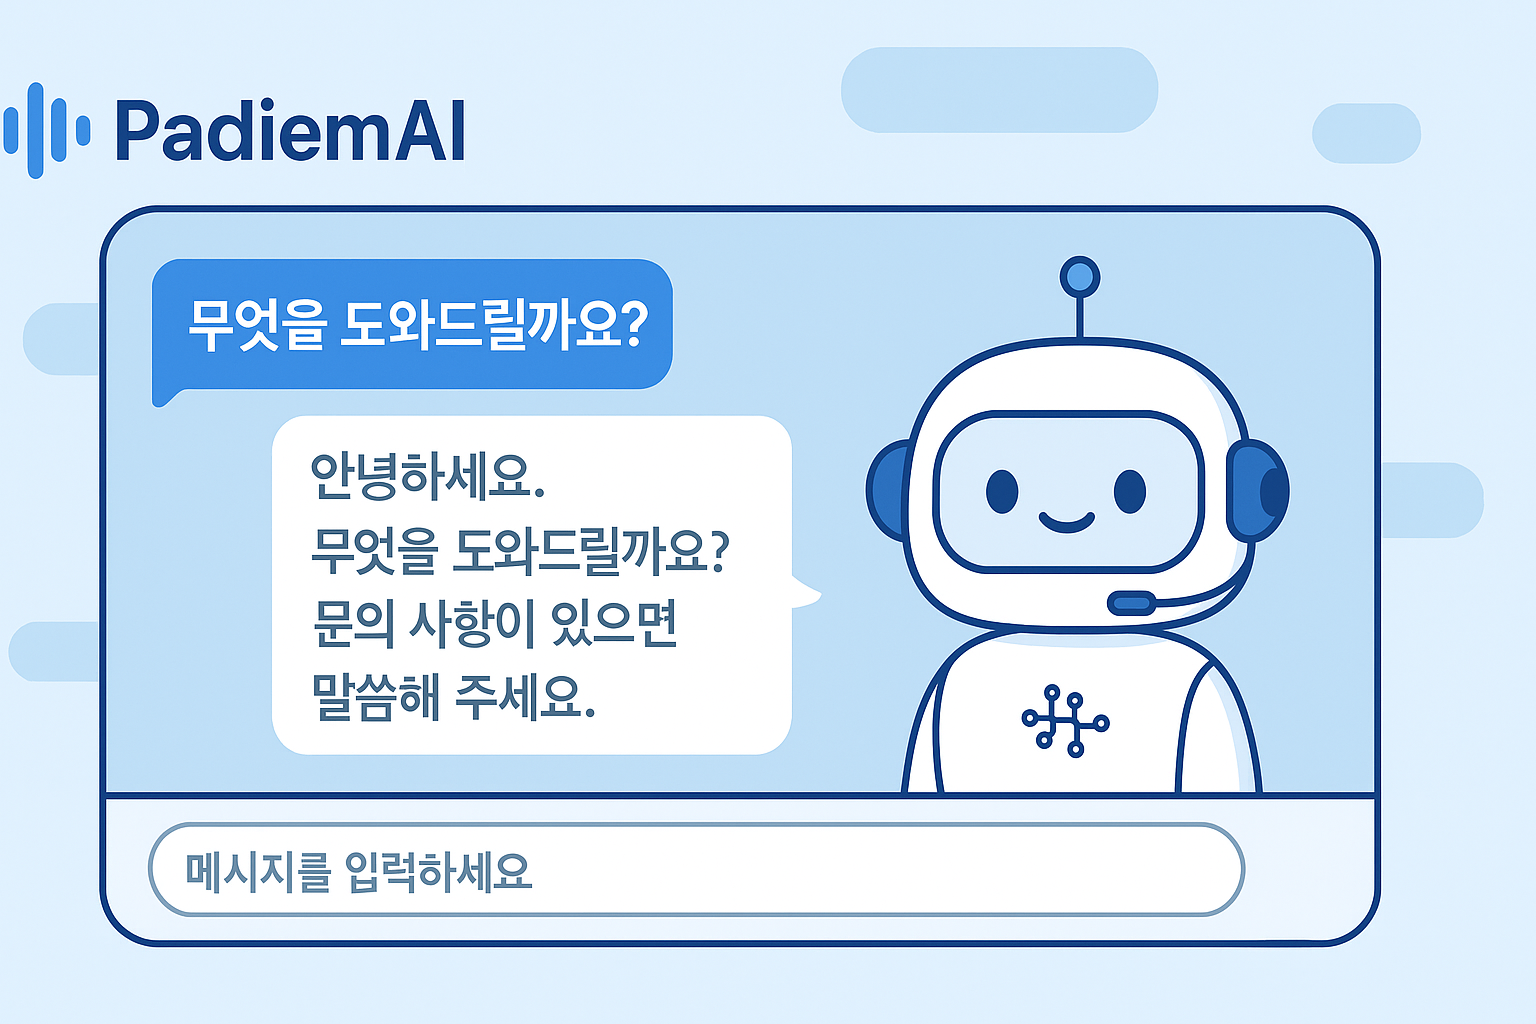 PadiemAI
무엇을 도와드릴까요?
안녕하세요.
무엇을 도와드릴까요?
문의 사항이 있으면
말씀해 주세요.
메시지를 입력하세요